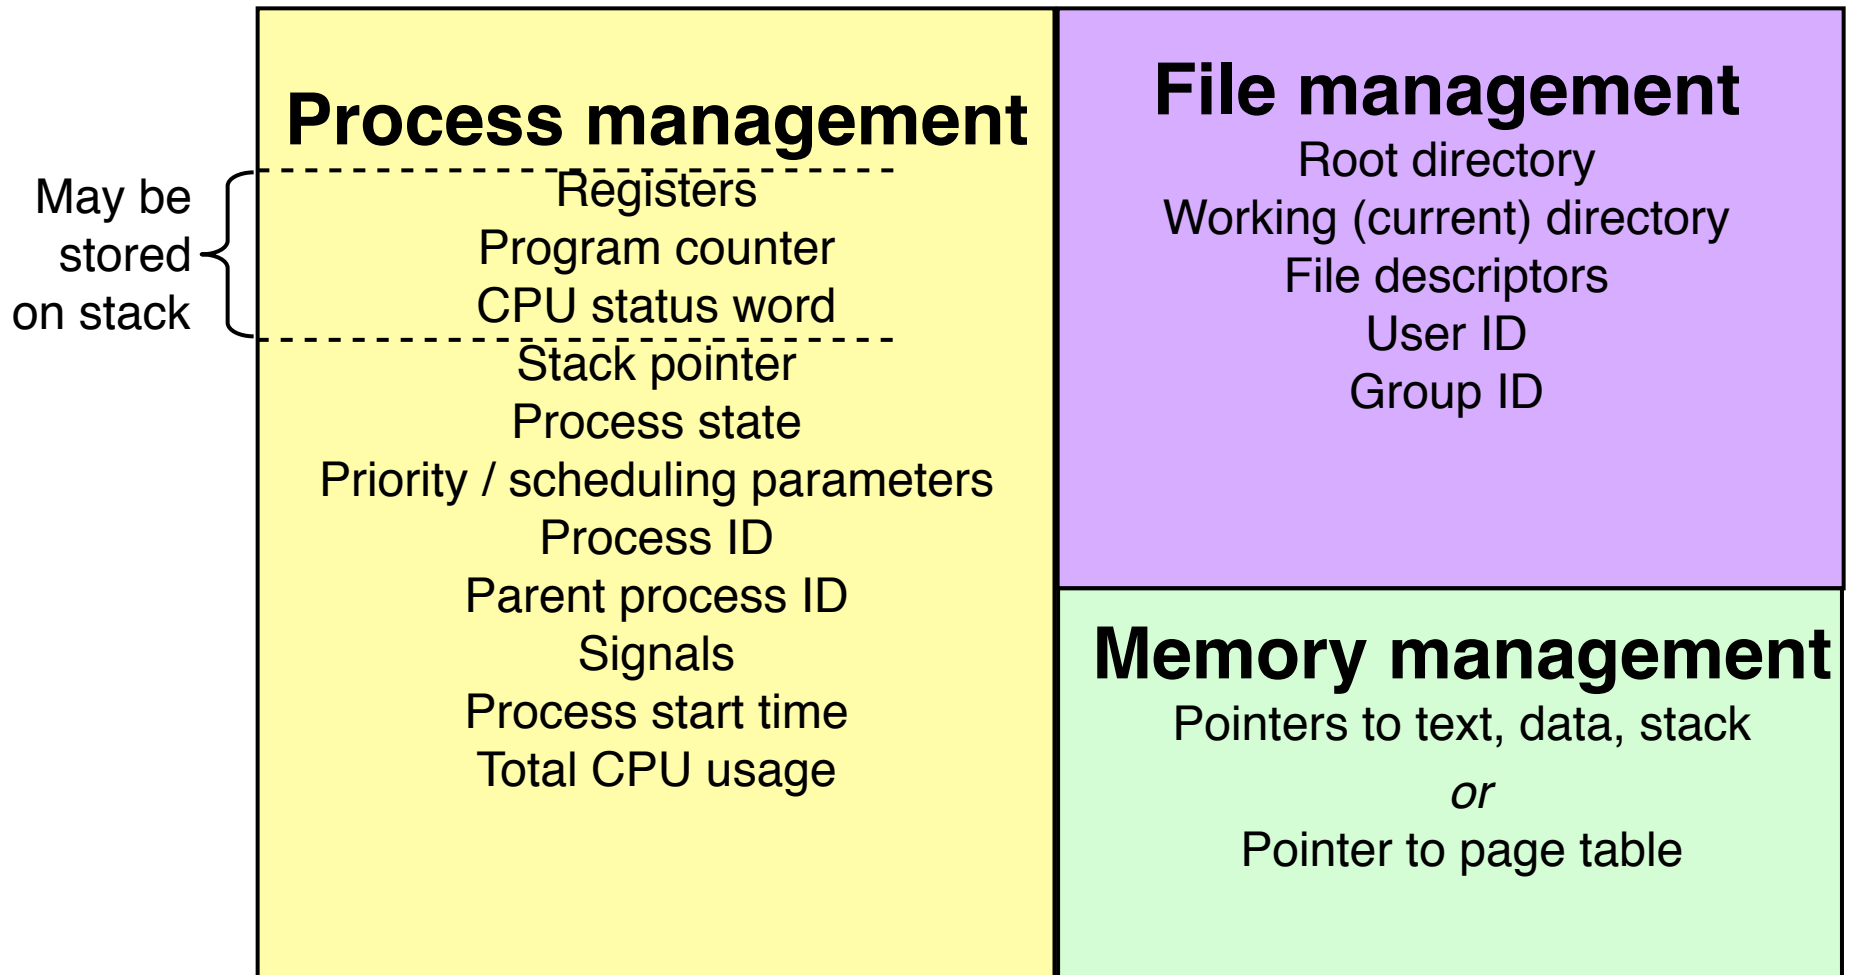 May be
stored
on stack
Process management
Registers
Program counter
CPU status word
Stack pointer
Process state
Priority / scheduling parameters
Process ID
Parent process ID
Signals
Process start time
Total CPU usage
File management
Root directory
Working (current) directory
File descriptors
User ID
Group ID
Memory management
Pointers to text, data, stack
or
Pointer to page table